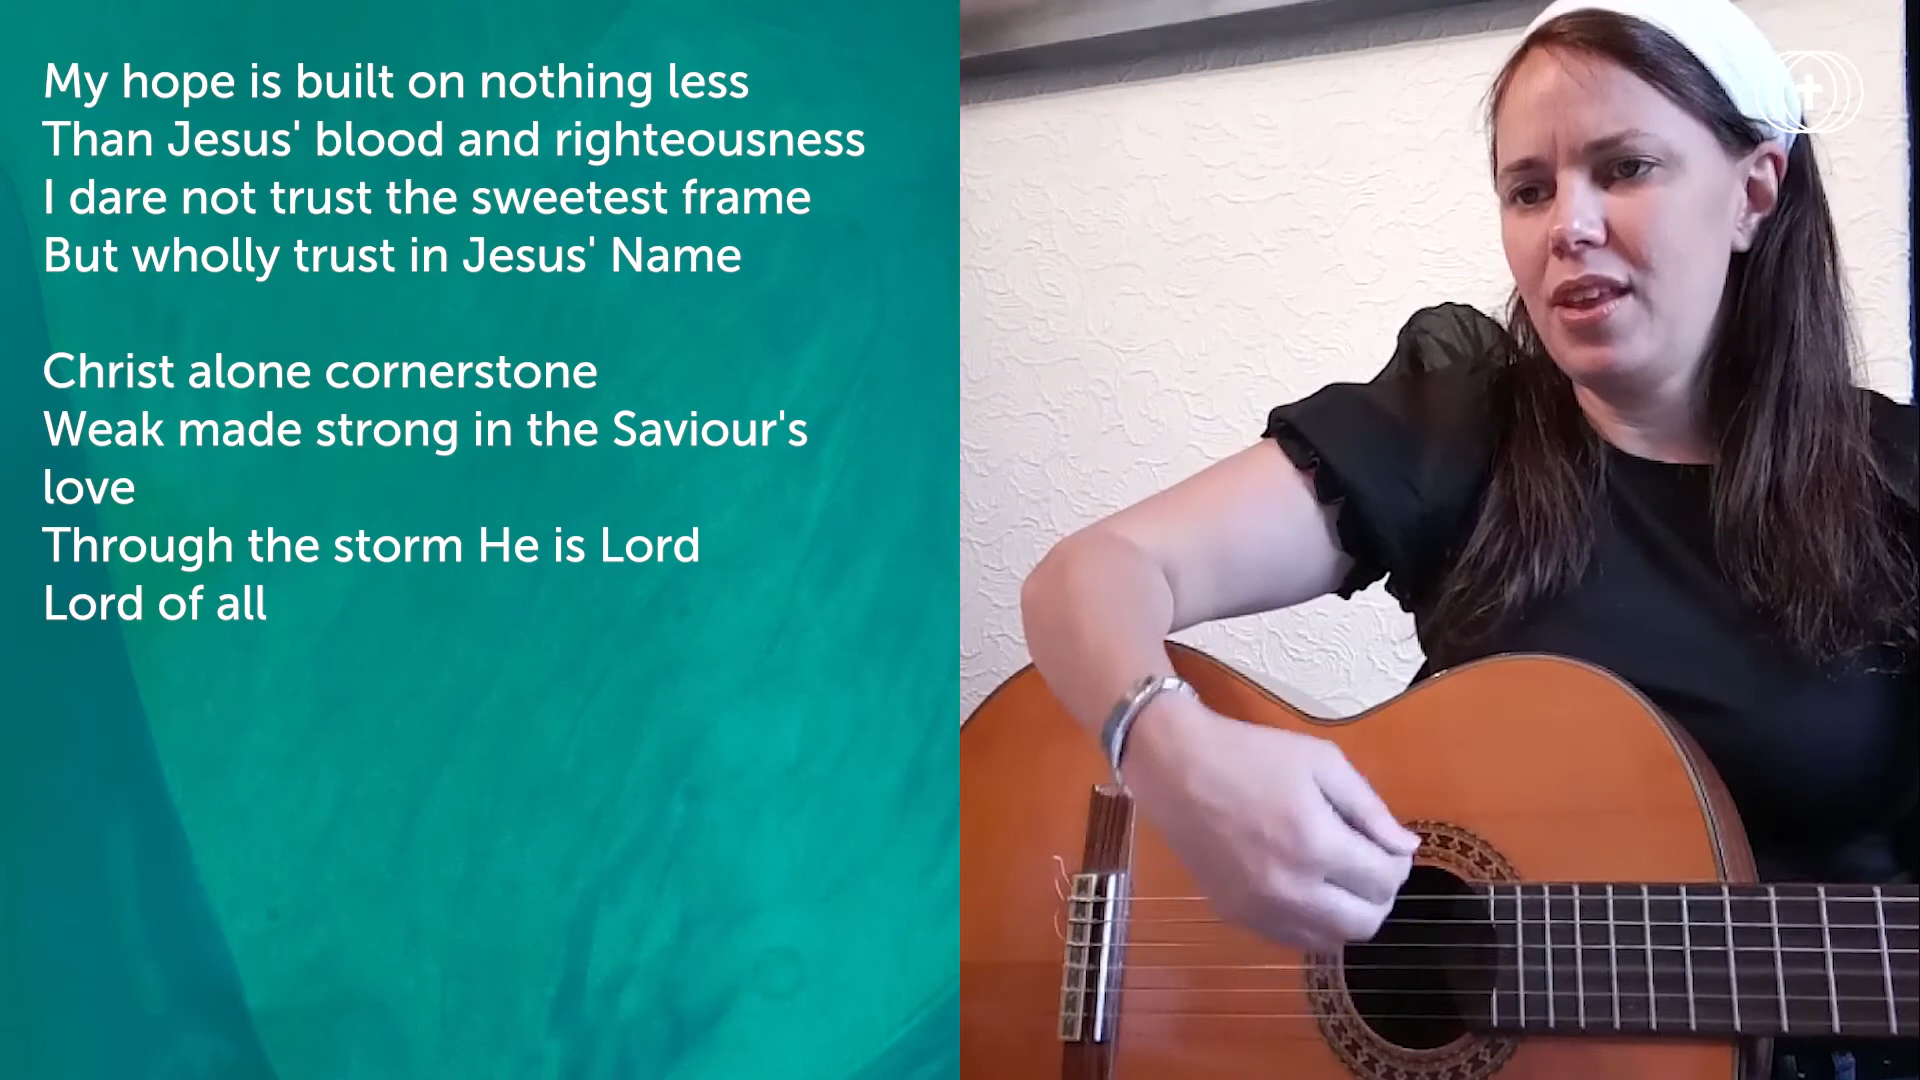 My hope is built on nothing less
Than Jesus' blood and righteousness
I dare not trust the sweetest frame
But wholly trust in Jesus' Name
Christ alone cornerstone
Weak made strong in the Saviour's
love
Through the storm He is Lord
Lord of all